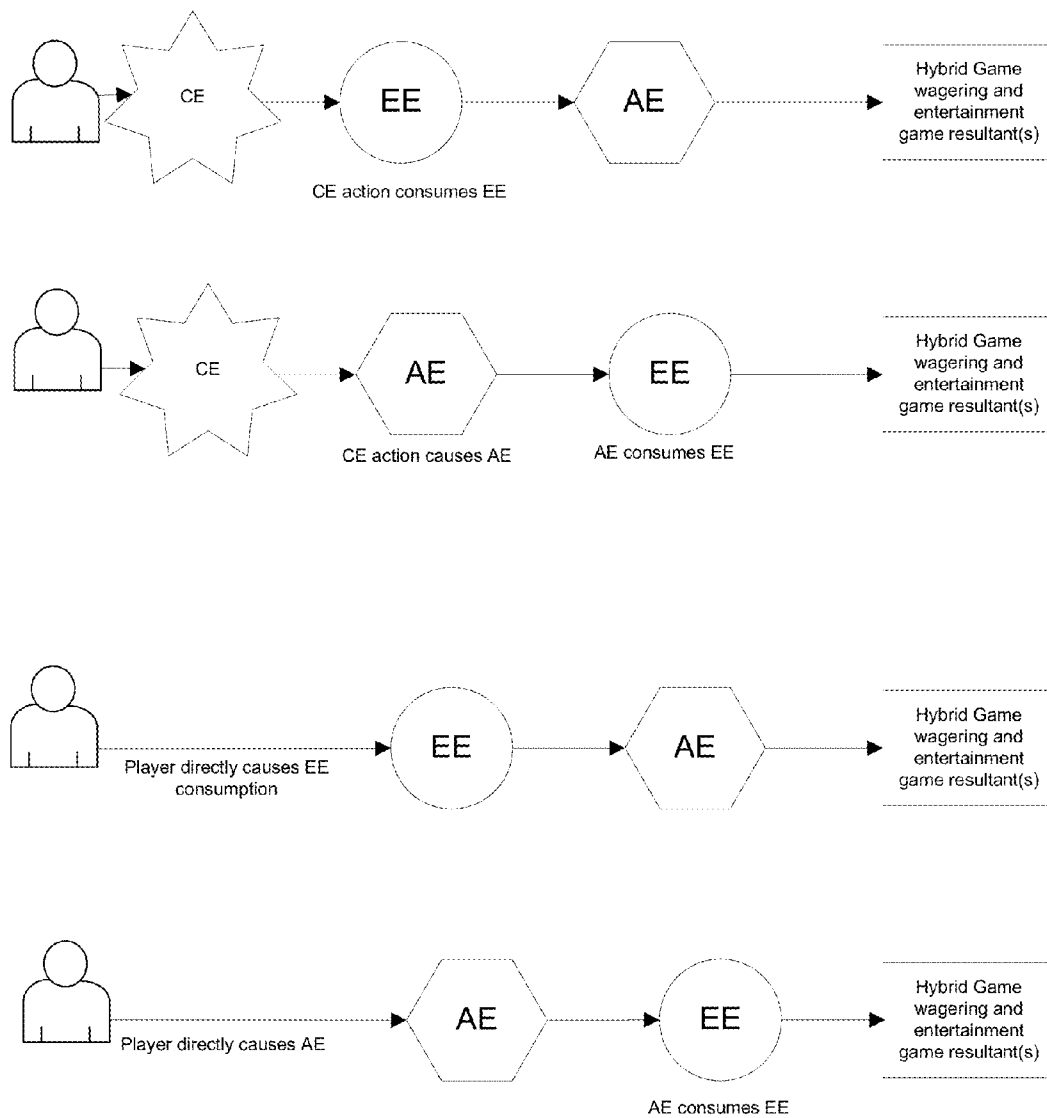 CE
EE
AE
Hybrid Game
wagering and
entertainment
game resultant(s)
CE action consumes EE
CE
AE
EE
Hybrid Game
wagering and
entertainment
game resultant(s)
CE action causes AE
AE consumes EE
EE
AE
Hybrid Game
wagering and
entertainment
game resultant(s)
Player directly causes EE
consumption
AE
EE
Hybrid Game
wagering and
entertainment
game resultant(s)
Player directly causes AE
AE consumes EE